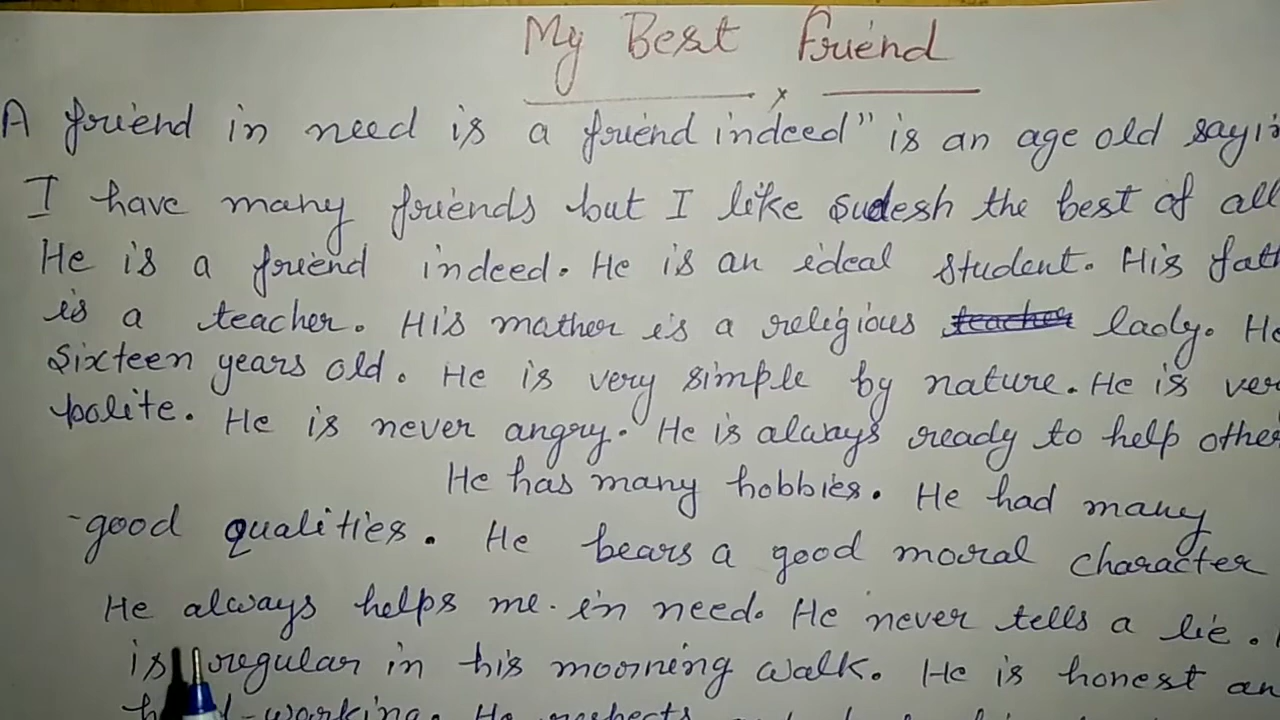 My Best Friend
A friend in need is a friend indeed" is an age old
I have many friends but I like Sudesh the best of all
He is a friend indeed. He is an ideal student. His
is a teacher. His mather is a religious lady. He
Sixteen years old. He is very simple by nature. He is
polite. He is never angry. He is always ready to help
He has many hobbies. He had many
good qualities. He bears a good moral character
He always helps me. in need. He never tells a lie.
is regular in his morning walk. He is honest